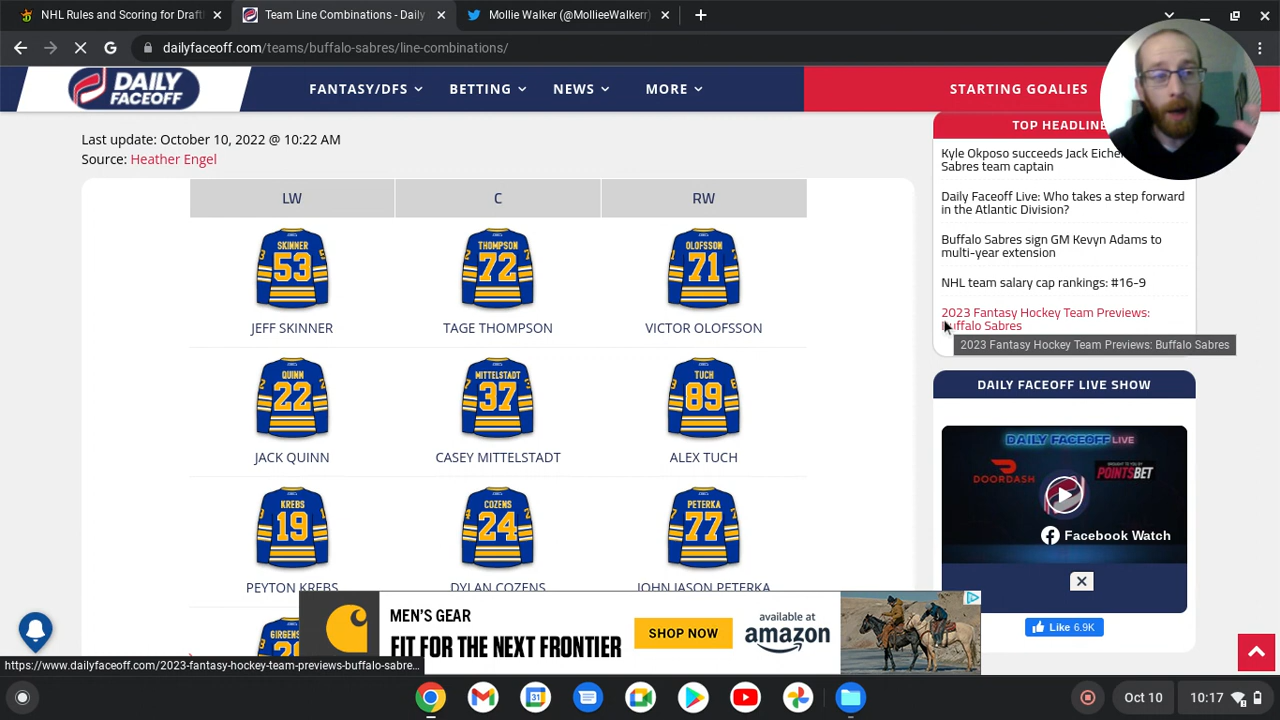 NHL Rules and Scoring for Draft
Team Line Combinations - Daily
Mollie Walker (@MollieeWalkerr)
dailyfaceoff.com/teams/buffalo-sabres/line-combinations/
DAILY
FACEOFF
FANTASY/DFS
BETTING
NEWS
MORE
STARTING GOALIES
Last update: October 10, 2022 @ 10:22 AM
Source: Heather Engel
LW
C
RW
SKINNER
53
THOMPSON
72
OLOFSSON
71
JEFF SKINNER
TAGE THOMPSON
VICTOR OLOFSSON
QUINN
22
MITTELSTADT
37
TUCH
89
JACK QUINN
CASEY MITTELSTADT
ALEX TUCH
KREBS
19
COZENS
24
PETERKA
77
PEYTON KREBS
DYLAN COZENS
JOHN JASON PETERKA
TOP HEADLINE
Kyle Okposo succeeds Jack Eichel
Sabres team captain
Daily Faceoff Live: Who takes a step forward
in the Atlantic Division?
Buffalo Sabres sign GM Kevyn Adams to
multi-year extension
NHL team salary cap rankings: #16-9
2023 Fantasy Hockey Team Previews:
Buffalo Sabres
2023 Fantasy Hockey Team Previews: Buffalo Sabres
DAILY FACEOFF LIVE SHOW
DAILY FACEOFF LIVE
DOORDASH
BROUGHT TO YOU BY
POINTSBET
Facebook Watch
Like 6.9K
MEN'S GEAR
FIT FOR THE NEXT FRONTIER
SHOP NOW
available at
amazon
https://www.dailyfaceoff.com/2023-fantasy-hockey-team-previews-buffalo-sabre...
Oct 10
10:17